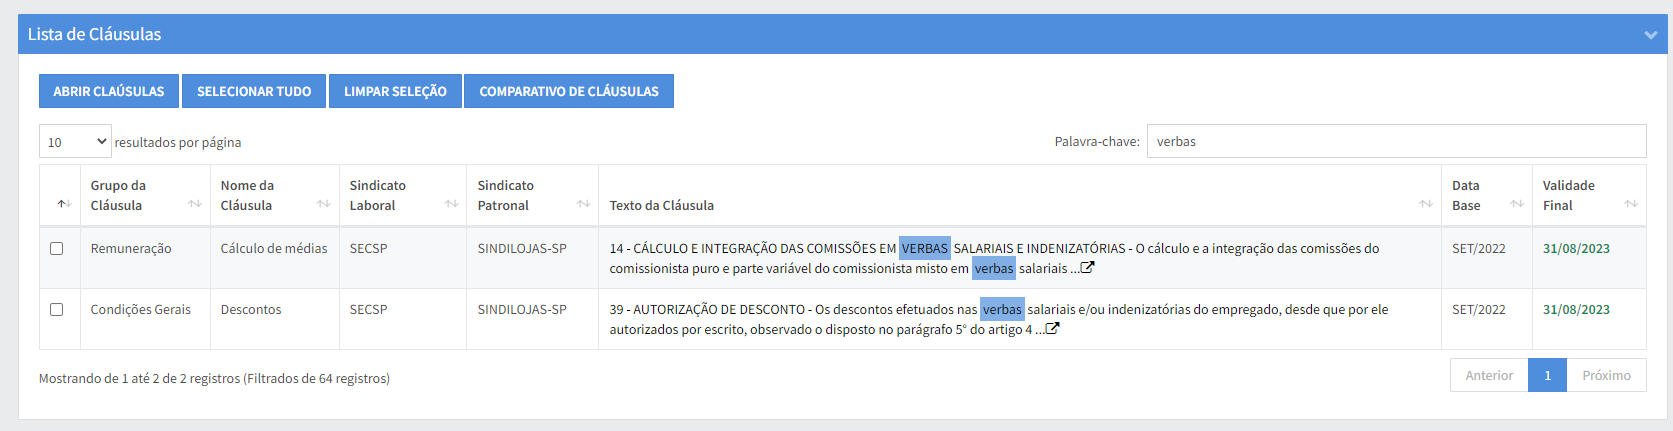 Lista de Cláusulas
ABRIR CLAÚSULAS SELECIONAR TUDO LIMPAR SELEÇÃO COMPARATIVO DE CLÁUSULAS
10 resultados por página Palavra-chave: verbas
Grupo da Cláusula Nome da Cláusula Sindicato Laboral Sindicato Patronal Texto da Cláusula Data Base Validade Final
Remuneração Cálculo de médias SECSP SINDILOJAS-SP 14 - CÁLCULO E INTEGRAÇÃO DAS COMISSÕES EM VERBAS SALARIAIS E INDENIZATÓRIAS - O cálculo e a integração das comissões do SET/2022 31/08/2023
comissionista puro e parte variável do comissionista misto em verbas salariais ...
Condições Gerais Descontos SECSP SINDILOJAS-SP 39 - AUTORIZAÇÃO DE DESCONTO - Os descontos efetuados nas verbas salariais e/ou indenizatórias do empregado, desde que por ele SET/2022 31/08/2023
autorizados por escrito, observado o disposto no parágrafo 5° do artigo 4 ...
Mostrando de 1 até 2 de 2 registros (Filtrados de 64 registros) Anterior 1 Próximo